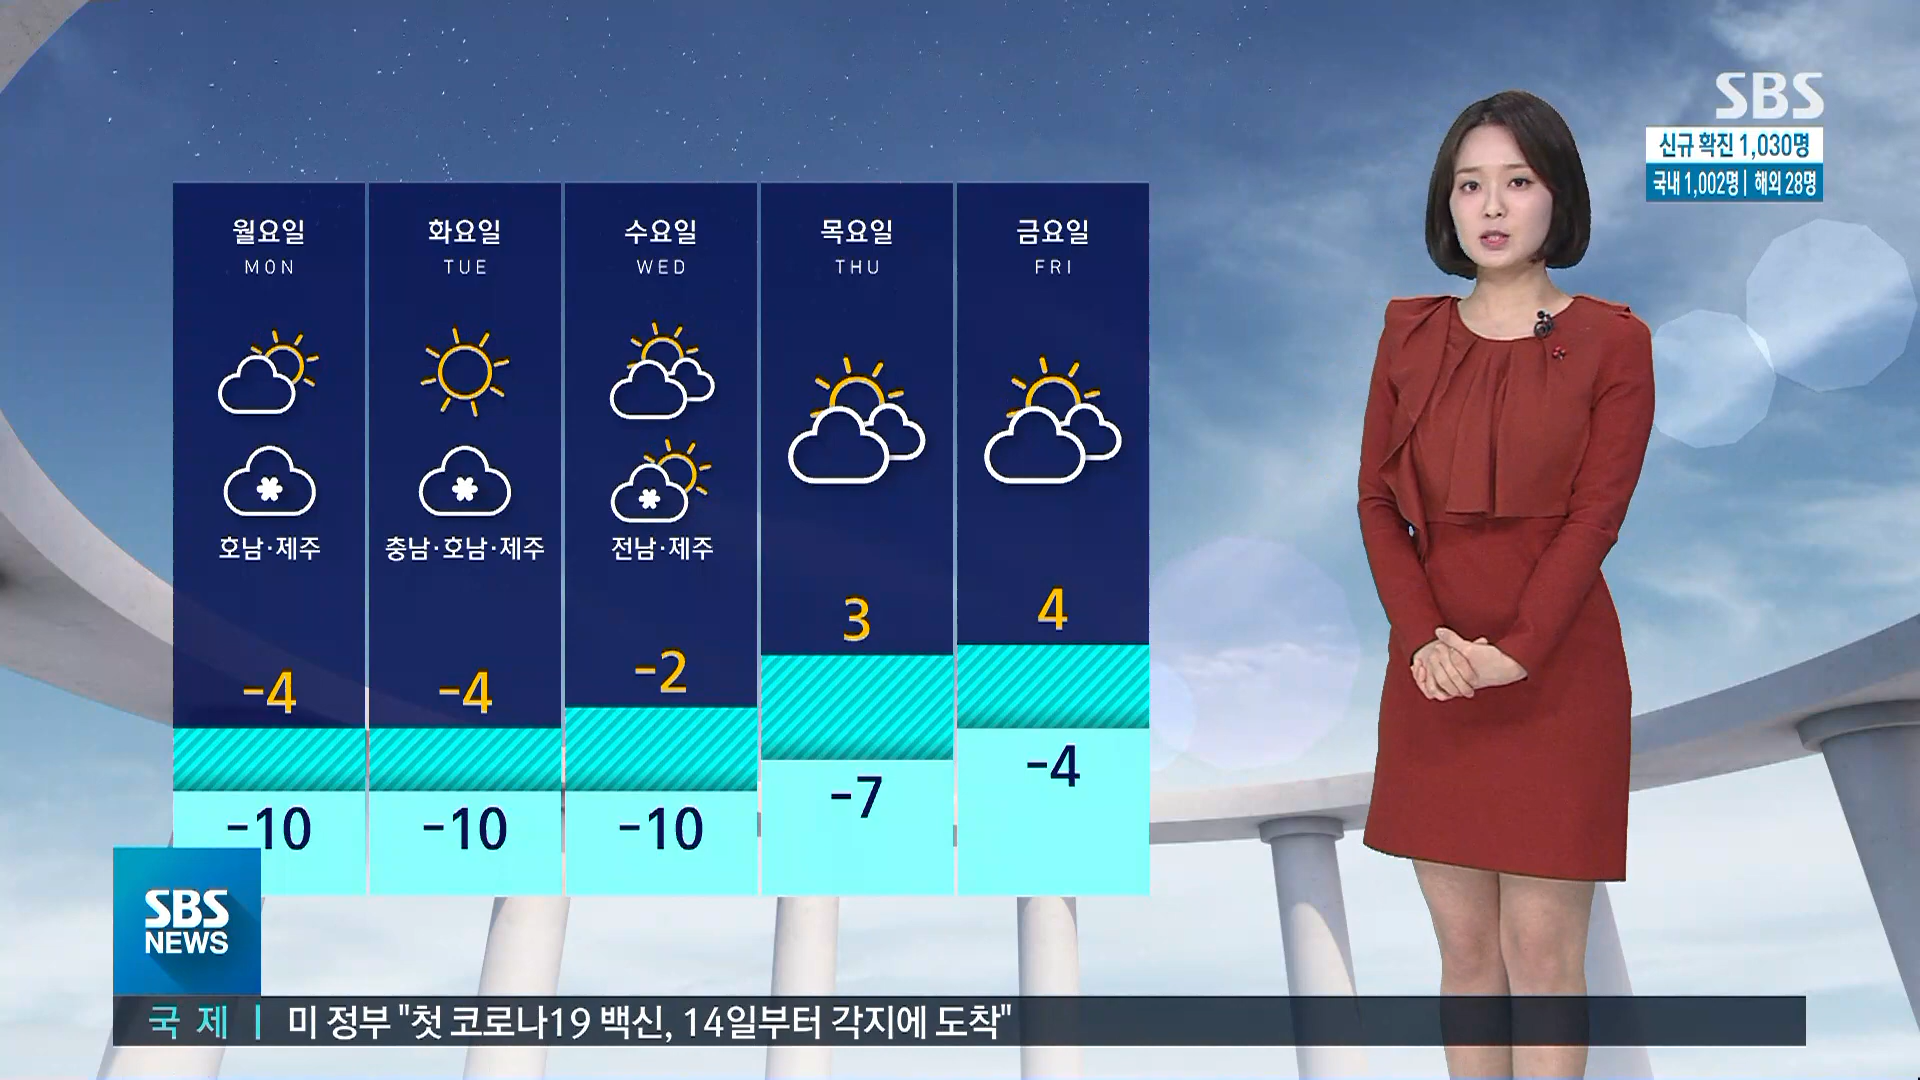 SBS
신규 확진 1,030명
국내 1,002명 | 해외 28명
월요일
MON
호남·제주
-4
-10
화요일
TUE
충남·호남·제주
-4
-10
수요일
WED
전남·제주
-2
-10
목요일
THU
3
-7
금요일
FRI
4
-4
SBS
NEWS
국 제 | 미 정부 "첫 코로나19 백신, 14일부터 각지에 도착"